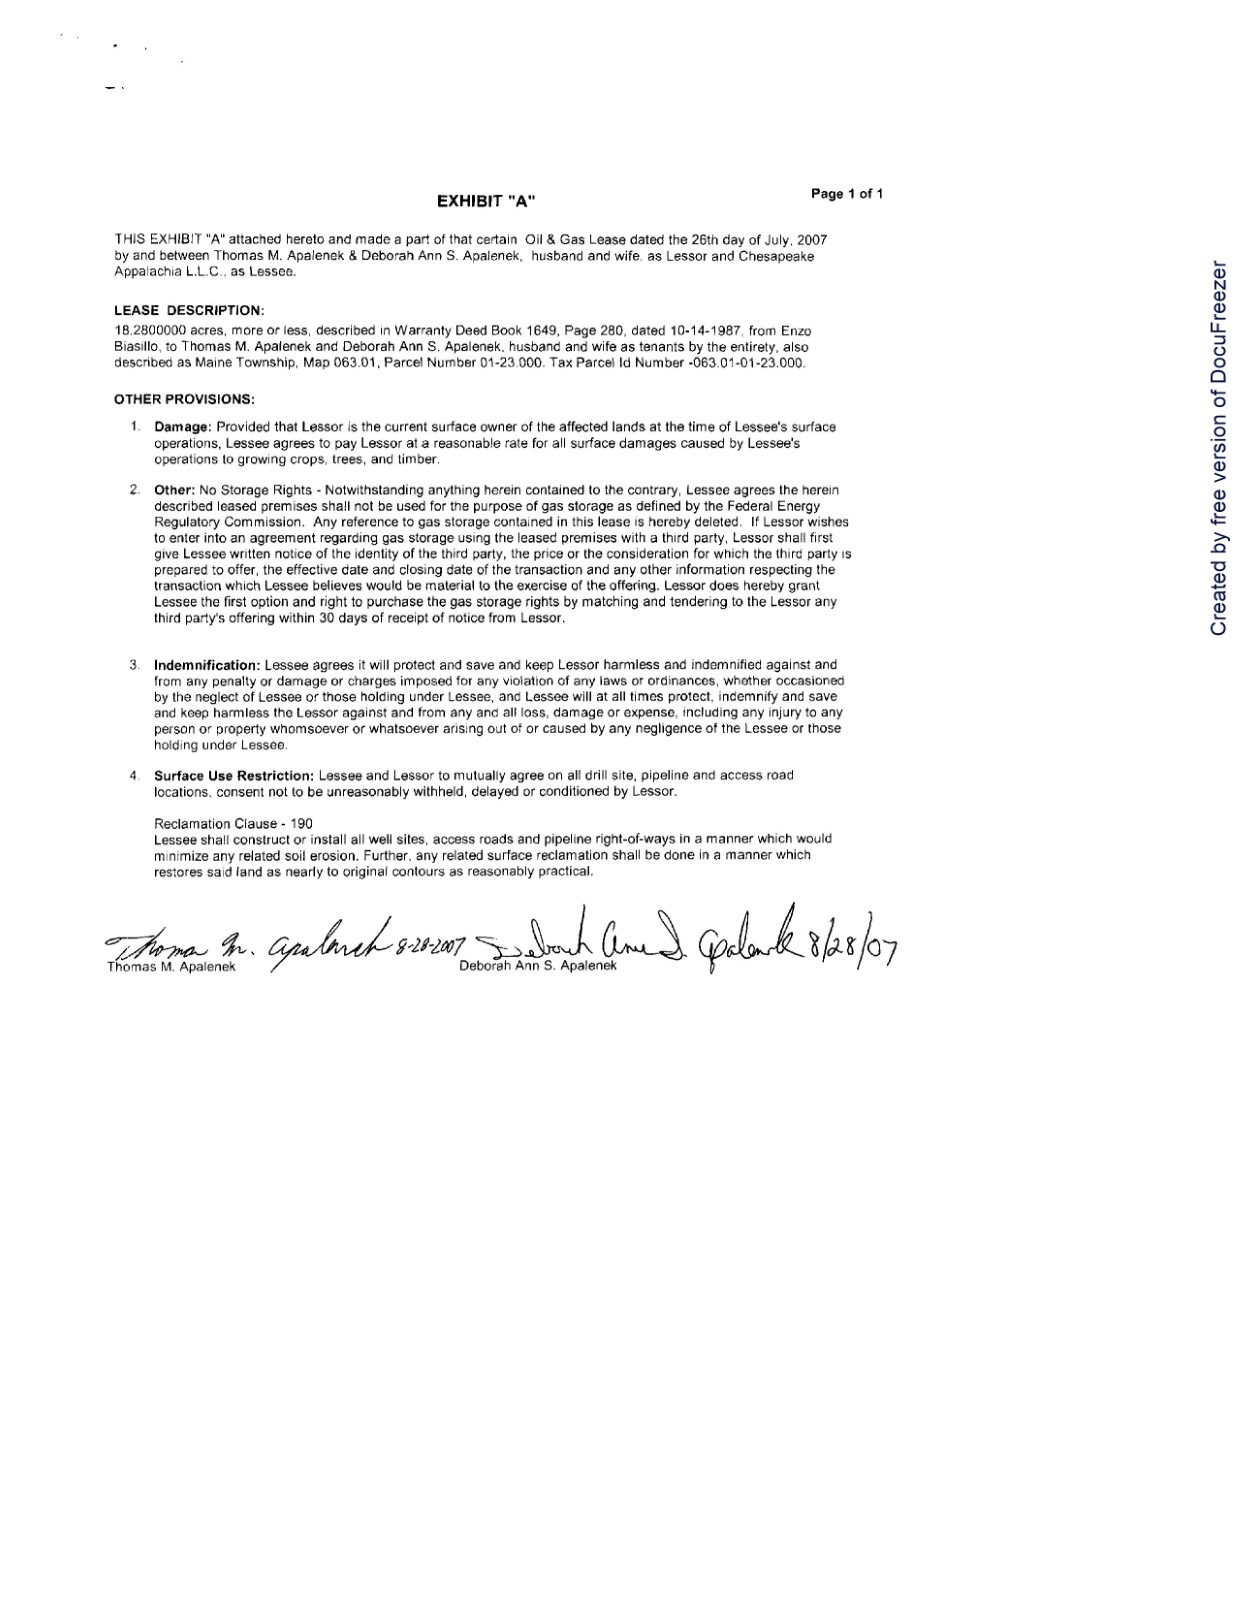 EXHIBIT "A"
Page 1 of 1
THIS EXHIBIT "A" attached hereto and made a part of that certain Oil & Gas Lease dated the 26th day of July, 2007
by and between Thomas M. Apalenek & Deborah Ann S. Apalenek, husband and wife, as Lessor and Chesapeake
Appalachia L.L.C., as Lessee.
LEASE DESCRIPTION:
18.2800000 acres, more or less, described in Warranty Deed Book 1649, Page 280, dated 10-14-1987, from Enzo
Biasillo, to Thomas M. Apalenek and Deborah Ann S. Apalenek, husband and wife as tenants by the entirety, also
described as Maine Township, Map 063.01, Parcel Number 01-23.000. Tax Parcel Id Number -063.01-01-23.000.
OTHER PROVISIONS:
1. Damage: Provided that Lessor is the current surface owner of the affected lands at the time of Lessee's surface
operations, Lessee agrees to pay Lessor at a reasonable rate for all surface damages caused by Lessee's
operations to growing crops, trees, and timber.
2. Other: No Storage Rights - Notwithstanding anything herein contained to the contrary, Lessee agrees the herein
described leased premises shall not be used for the purpose of gas storage as defined by the Federal Energy
Regulatory Commission. Any reference to gas storage contained in this lease is hereby deleted. If Lessor wishes
to enter into an agreement regarding gas storage using the leased premises with a third party, Lessor shall first
give Lessee written notice of the identity of the third party, the price or the consideration for which the third party is
prepared to offer, the effective date and closing date of the transaction and any other information respecting the
transaction which Lessee believes would be material to the exercise of the offering. Lessor does hereby grant
Lessee the first option and right to purchase the gas storage rights by matching and tendering to the Lessor any
third party's offering within 30 days of receipt of notice from Lessor.
3. Indemnification: Lessee agrees it will protect and save and keep Lessor harmless and indemnified against and
from any penalty or damage or charges imposed for any violation of any laws or ordinances, whether occasioned
by the neglect of Lessee or those holding under Lessee, and Lessee will at all times protect, indemnify and save
and keep harmless the Lessor against and from any and all loss, damage or expense, including any injury to any
person or property whomsoever or whatsoever arising out of or caused by any negligence of the Lessee or those
holding under Lessee.
4. Surface Use Restriction: Lessee and Lessor to mutually agree on all drill site, pipeline and access road
locations, consent not to be unreasonably withheld, delayed or conditioned by Lessor.
Reclamation Clause - 190
Lessee shall construct or install all well sites, access roads and pipeline right-of-ways in a manner which would
minimize any related soil erosion. Further, any related surface reclamation shall be done in a manner which
restores said land as nearly to original contours as reasonably practical.
Thomas M. Apalenek 8-28-2007 Deborah Ann S. Apalenek 8/28/07
Thomas M. Apalenek Deborah Ann S. Apalenek
Created by free version of DocuFreezer